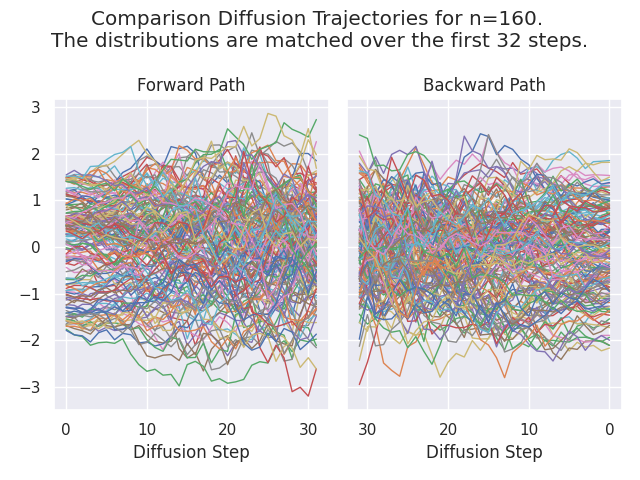 Comparison Diffusion Trajectories for n=160.
The distributions are matched over the first 32 steps.
Forward Path
Backward Path
3
2
1
0
−1
−2
−3
0 10 20 30
30 20 10 0
Diffusion Step
Diffusion Step